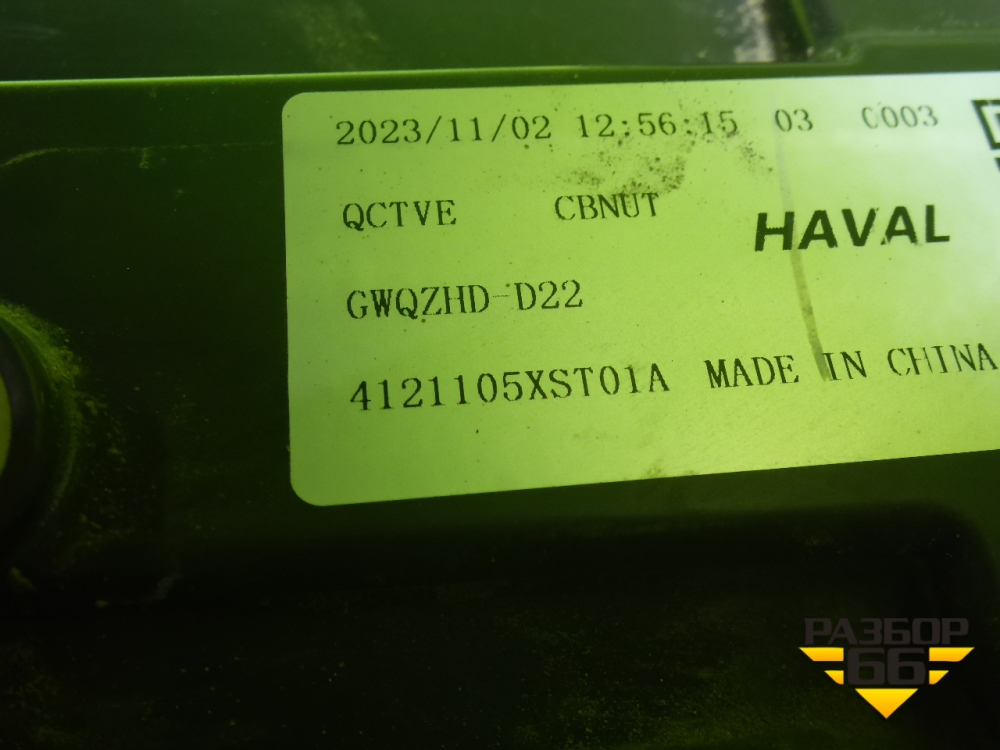 2023/11/02 12:56:15 03 C003
QCTVE CBNUT
HAVAL
GWQZHD-D22
4121105XST01A MADE IN CHINA
РАЗБОР
66